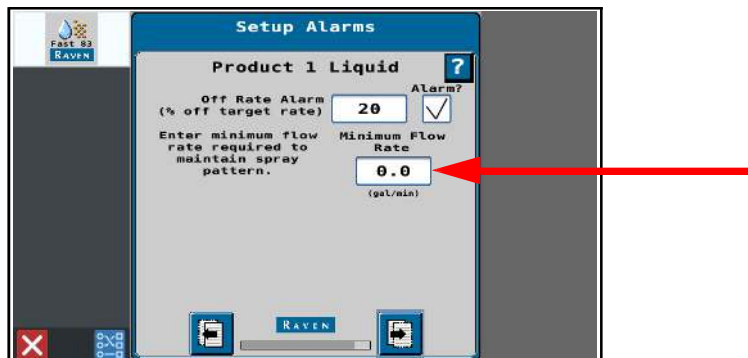 Setup Alarms
Fast 83
RAVEN
Product 1 Liquid
?
Alarm?
Off Rate Alarm
(% off target rate)
20
Enter minimum flow
rate required to
maintain spray
pattern.
Minimum Flow
Rate
0.0
(gal/min)
RAVEN